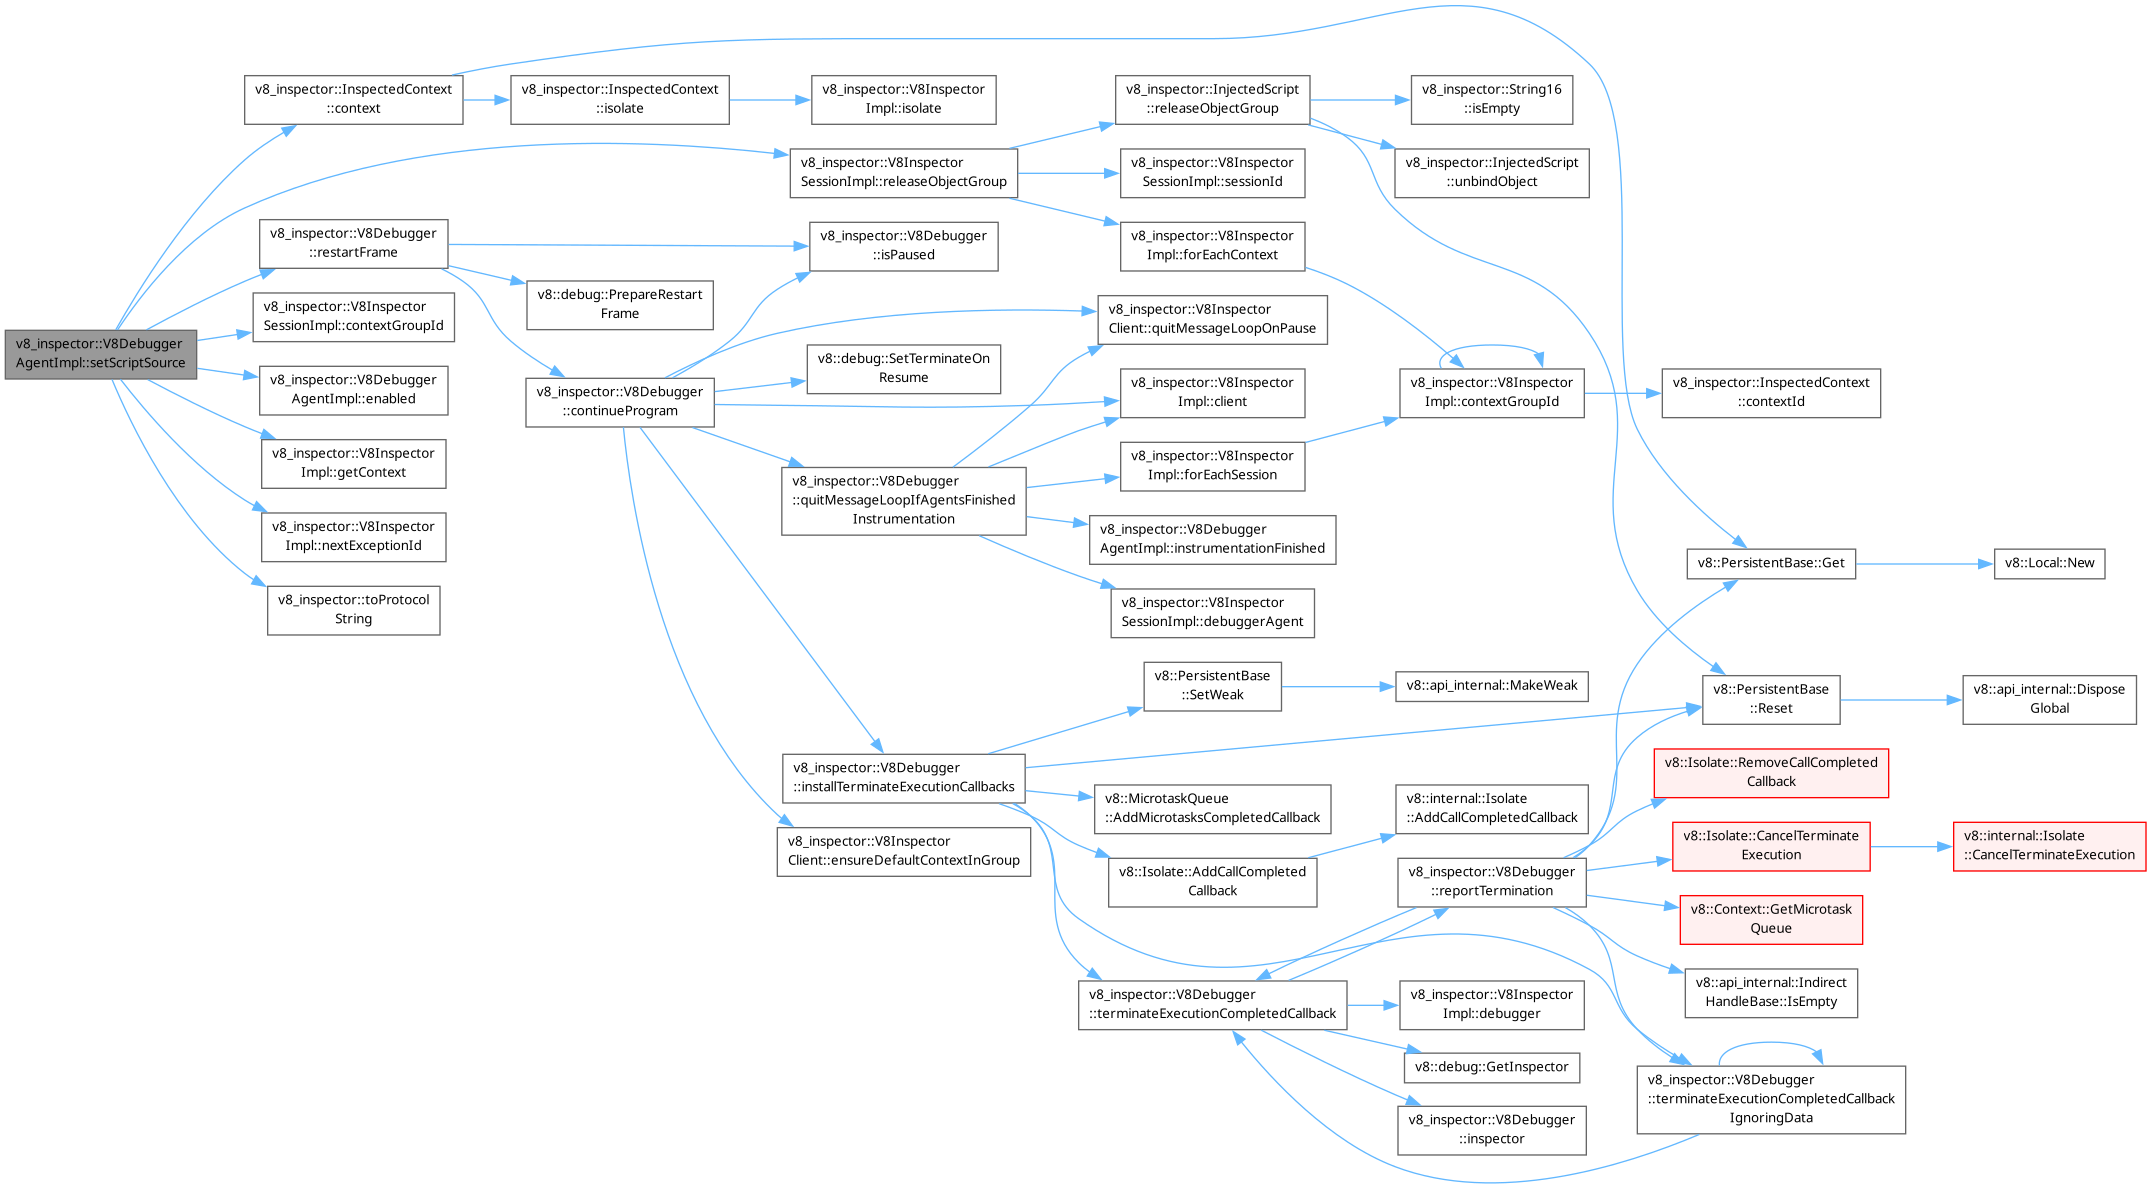 v8_inspector::V8Debugger
AgentImpl::setScriptSource
v8_inspector::InspectedContext
::context
v8_inspector::V8Debugger
::restartFrame
v8_inspector::V8Inspector
SessionImpl::contextGroupId
v8_inspector::V8Debugger
AgentImpl::enabled
v8_inspector::V8Inspector
Impl::getContext
v8_inspector::V8Inspector
Impl::nextExceptionId
v8_inspector::toProtocol
String
v8_inspector::InspectedContext
::isolate
v8::debug::PrepareRestart
Frame
v8_inspector::V8Debugger
::continueProgram
v8_inspector::V8Inspector
Impl::isolate
v8_inspector::V8Inspector
SessionImpl::releaseObjectGroup
v8_inspector::V8Debugger
::isPaused
v8::debug::SetTerminateOn
Resume
v8_inspector::V8Debugger
::quitMessageLoopIfAgentsFinished
Instrumentation
v8_inspector::V8Debugger
::installTerminateExecutionCallbacks
v8_inspector::V8Inspector
Client::ensureDefaultContextInGroup
v8_inspector::InjectedScript
::releaseObjectGroup
v8_inspector::V8Inspector
SessionImpl::sessionId
v8_inspector::V8Inspector
Impl::forEachContext
v8_inspector::V8Inspector
Client::quitMessageLoopOnPause
v8_inspector::V8Inspector
Impl::client
v8_inspector::V8Inspector
Impl::forEachSession
v8_inspector::V8Debugger
AgentImpl::instrumentationFinished
v8_inspector::V8Inspector
SessionImpl::debuggerAgent
v8::PersistentBase
::SetWeak
v8::MicrotaskQueue
::AddMicrotasksCompletedCallback
v8::Isolate::AddCallCompleted
Callback
v8_inspector::V8Debugger
::terminateExecutionCompletedCallback
v8_inspector::String16
::isEmpty
v8_inspector::InjectedScript
::unbindObject
v8_inspector::V8Inspector
Impl::contextGroupId
v8::api_internal::MakeWeak
v8::internal::Isolate
::AddCallCompletedCallback
v8_inspector::V8Debugger
::reportTermination
v8_inspector::V8Inspector
Impl::debugger
v8::debug::GetInspector
v8_inspector::V8Debugger
::inspector
v8_inspector::InspectedContext
::contextId
v8::PersistentBase::Get
v8::PersistentBase
::Reset
v8::Isolate::RemoveCallCompleted
Callback
v8::Isolate::CancelTerminate
Execution
v8::Context::GetMicrotask
Queue
v8::api_internal::Indirect
HandleBase::IsEmpty
v8_inspector::V8Debugger
::terminateExecutionCompletedCallback
IgnoringData
v8::Local::New
v8::api_internal::Dispose
Global
v8::internal::Isolate
::CancelTerminateExecution